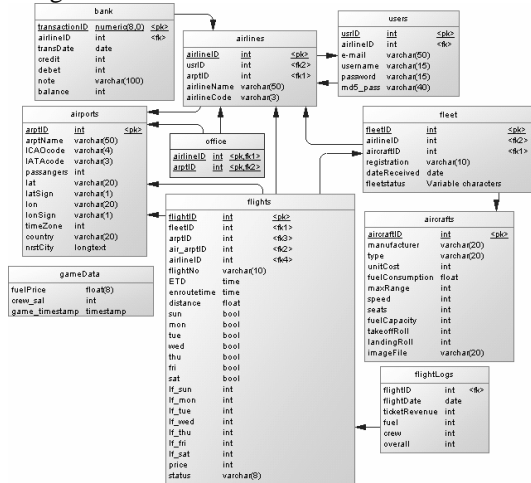 bank
transactionID numeric(8,0) <pk>
airlineID int <fk>
transDate date
credit int
debet int
note varchar(100)
balance int
airlines
airlineID int <pk>
usrID int <fk2>
arptID int <fk1>
airlineName varchar(50)
airlineCode varchar(3)
users
usrID int <pk>
airlineID int <fk>
e-mail varchar(50)
username varchar(15)
password varchar(15)
md5_pass varchar(40)
airports
arptID int <pk>
arptName varchar(50)
ICAOcode varchar(4)
IATAcode varchar(3)
passangers int
lat varchar(20)
latSign varchar(1)
lon varchar(20)
lonSign varchar(1)
timeZone int
country varchar(20)
nrstCity longtext
office
airlineID int <pk,fk1>
arptID int <pk,fk2>
fleet
fleetID int <pk>
airlineID int <fk2>
aircraftID int <fk1>
registration varchar(10)
dateReceived date
fleetstatus Variable characters
flights
flightID int <pk>
fleetID int <fk1>
arptID int <fk3>
air_arptID int <fk2>
airlineID int <fk4>
flightNo varchar(10)
ETD time
enroutetime time
distance float
sun bool
mon bool
tue bool
wed bool
thu bool
fri bool
sat bool
lf_sun int
lf_mon int
lf_tue int
lf_wed int
lf_thu int
lf_fri int
lf_sat int
price int
status varchar(8)
aircrafts
aircraftID int <pk>
manufacturer varchar(20)
type varchar(20)
unitCost int
fuelConsumption float
maxRange int
speed int
seats int
fuelCapacity int
takeoffRoll int
landingRoll int
imageFile varchar(20)
gameData
fuelPrice float(8)
crew_sal int
game_timestamp timestamp
flightLogs
flightID int <fk>
flightDate date
ticketRevenue int
fuel int
crew int
overall int